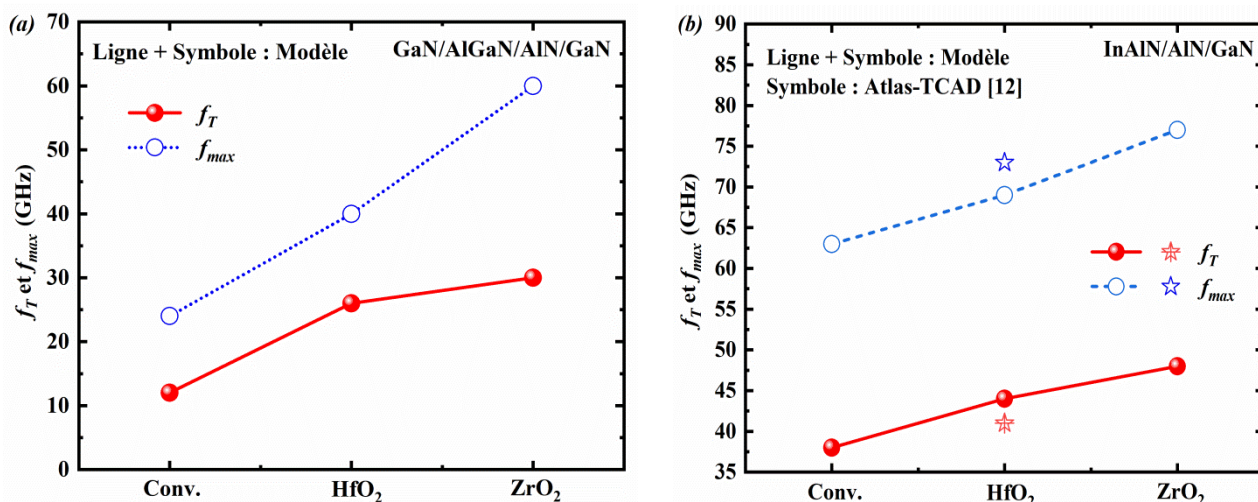 (a)
70
60
50
40
30
20
10
0
f_T et f_max (GHz)
Ligne + Symbole : Modèle
GaN/AlGaN/AlN/GaN
f_T
f_max
Conv.
HfO₂
ZrO₂
(b)
90
85
80
75
70
65
60
55
50
45
40
35
f_T et f_max (GHz)
Ligne + Symbole : Modèle
InAlN/AlN/GaN
Symbole : Atlas-TCAD [12]
f_T
f_max
Conv.
HfO₂
ZrO₂